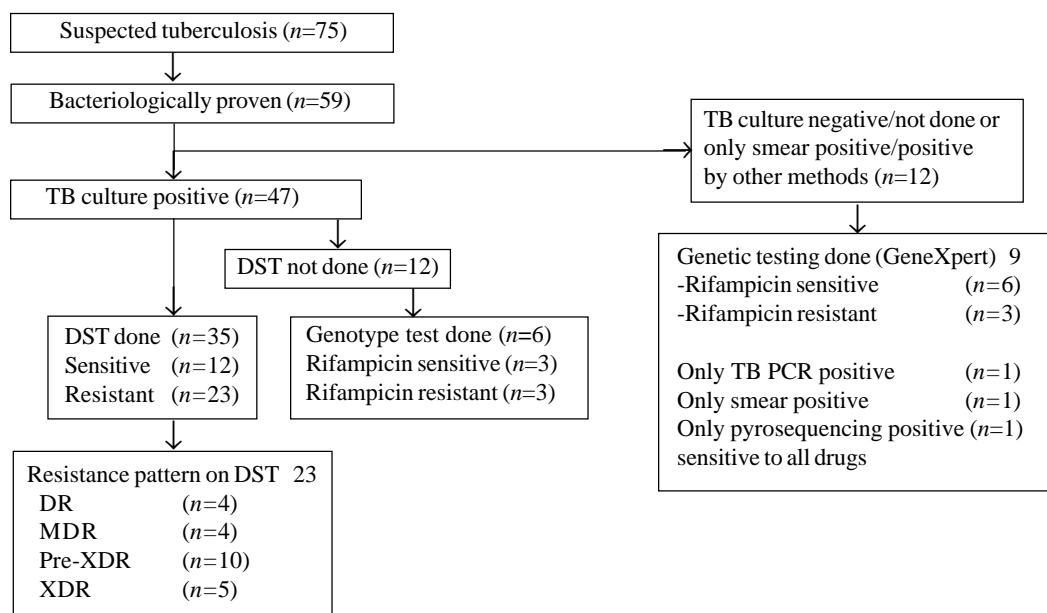 Suspected tuberculosis (n=75)
Bacteriologically proven (n=59)
TB culture negative/not done or
only smear positive/positive
by other methods (n=12)
TB culture positive (n=47)
DST not done (n=12)
Genetic testing done (GeneXpert) 9
-Rifampicin sensitive (n=6)
-Rifampicin resistant (n=3)
Only TB PCR positive (n=1)
Only smear positive (n=1)
Only pyrosequencing positive (n=1)
sensitive to all drugs
DST done (n=35)
Sensitive (n=12)
Resistant (n=23)
Genotype test done (n=6)
Rifampicin sensitive (n=3)
Rifampicin resistant (n=3)
Resistance pattern on DST 23
DR (n=4)
MDR (n=4)
Pre-XDR (n=10)
XDR (n=5)